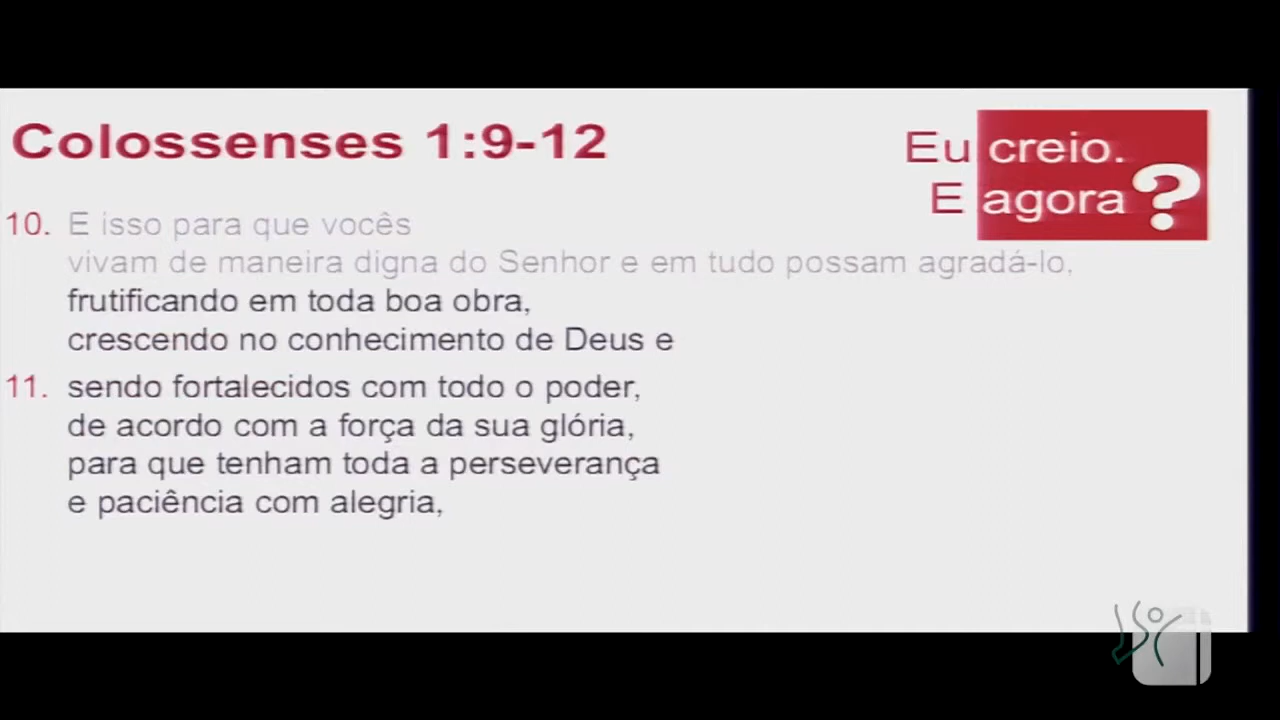 Colossenses 1:9-12
Eu creio.
E agora?
10. E isso para que vocês
vivam de maneira digna do Senhor e em tudo possam agradá-lo,
frutificando em toda boa obra,
crescendo no conhecimento de Deus e
11. sendo fortalecidos com todo o poder,
de acordo com a força da sua glória,
para que tenham toda a perseverança
e paciência com alegria,